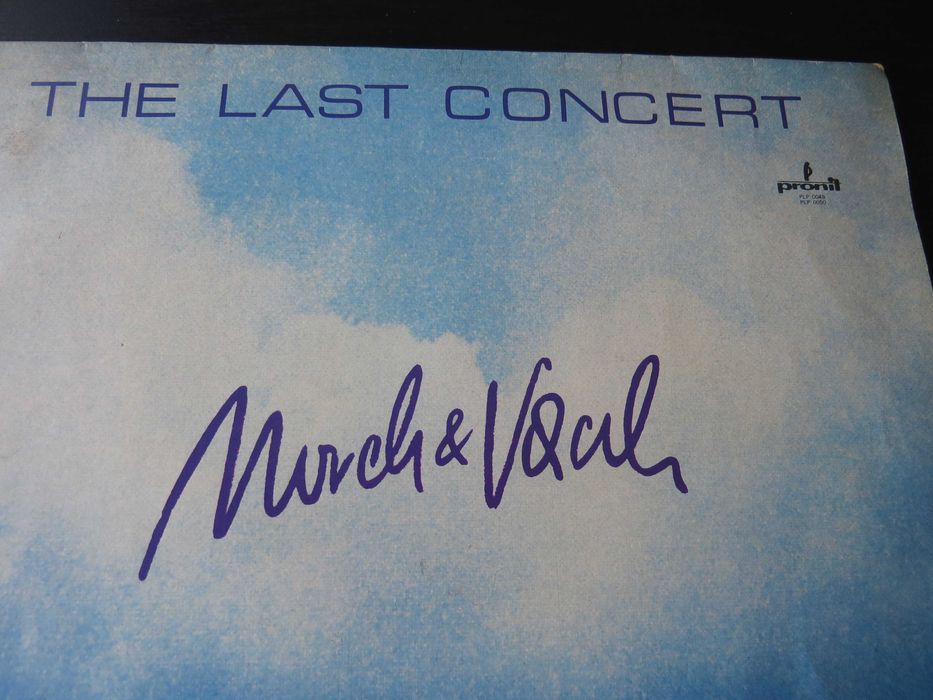 THE LAST CONCERT
pronit
PLP 0049
PLP 0050
Marek & Vacek